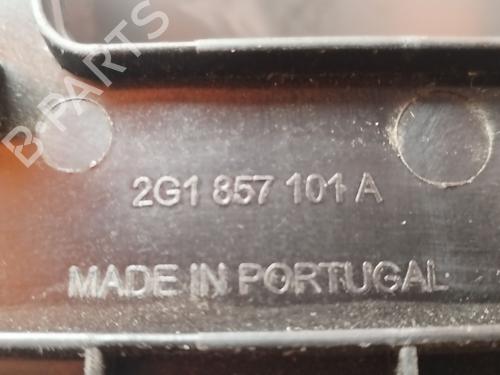 B-PARTS
2G1 857 101 A
MADE IN PORTUGAL